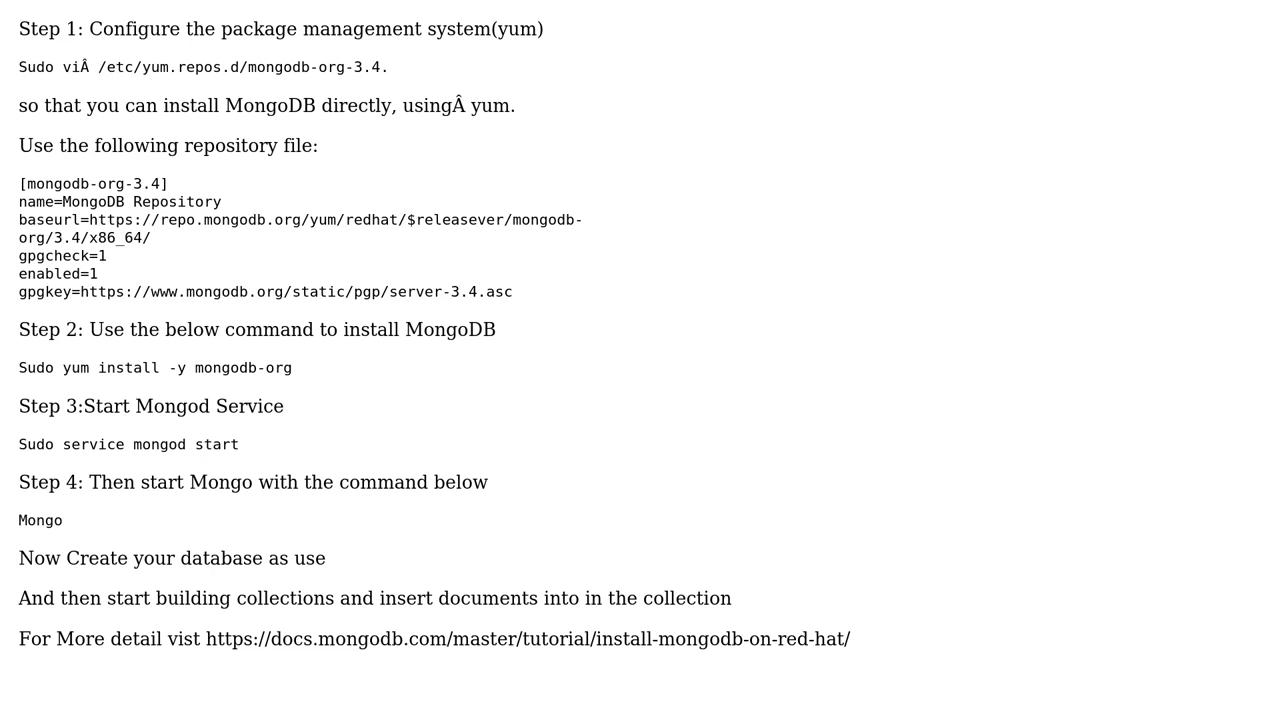 Step 1: Configure the package management system(yum)
Sudo viÂ /etc/yum.repos.d/mongodb-org-3.4.
so that you can install MongoDB directly, usingÂ yum.
Use the following repository file:
[mongodb-org-3.4]
name=MongoDB Repository
baseurl=https://repo.mongodb.org/yum/redhat/$releasever/mongodb-
org/3.4/x86_64/
gpgcheck=1
enabled=1
gpgkey=https://www.mongodb.org/static/pgp/server-3.4.asc
Step 2: Use the below command to install MongoDB
Sudo yum install -y mongodb-org
Step 3:Start Mongod Service
Sudo service mongod start
Step 4: Then start Mongo with the command below
Mongo
Now Create your database as use
And then start building collections and insert documents into in the collection
For More detail vist https://docs.mongodb.com/master/tutorial/install-mongodb-on-red-hat/